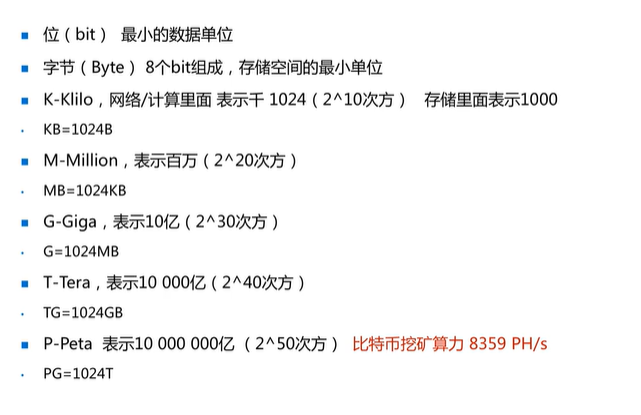 位（bit） 最小的数据单位
字节（Byte） 8个bit组成，存储空间的最小单位
K-Klilo，网络/计算里面 表示千 1024（2^10次方） 存储里面表示1000
KB=1024B
M-Million，表示百万（2^20次方）
MB=1024KB
G-Giga，表示10亿（2^30次方）
G=1024MB
T-Tera，表示10 000亿（2^40次方）
TG=1024GB
P-Peta 表示10 000 000亿 （2^50次方） 比特币挖矿算力 8359 PH/s
PG=1024T